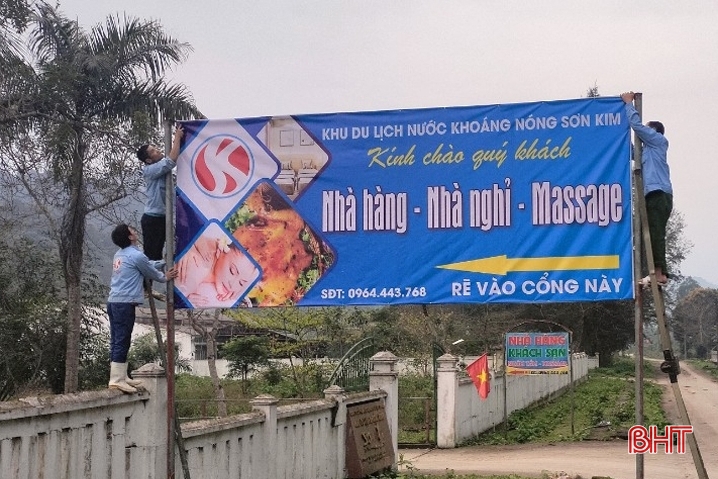 KHU DU LỊCH NƯỚC KHOÁNG NÓNG SƠN KIM
Kính chào quý khách
Nhà hàng - Nhà nghỉ - Massage
SĐT: 0964.443.768
RẼ VÀO CỔNG NÀY
NHÀ HÀNG
KHÁCH SẠN
BHT